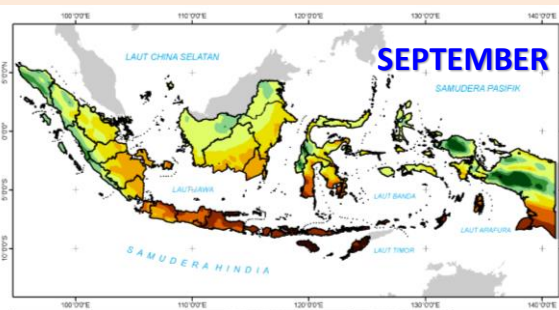 100°0'0"E 110°0'0"E 120°0'0"E 130°0'0"E 140°0'0"E
SEPTEMBER
LAUT CHINA SELATAN
SAMUDERA PASIFIK
5°0'0"N
0°0'0"
5°0'0"S
10°0'0"S
LAUT JAWA
LAUT BANDA
LAUT ARAFURA
LAUT TIMOR
SAMUDERA HINDIA
100°0'0"E 110°0'0"E 120°0'0"E 130°0'0"E 140°0'0"E